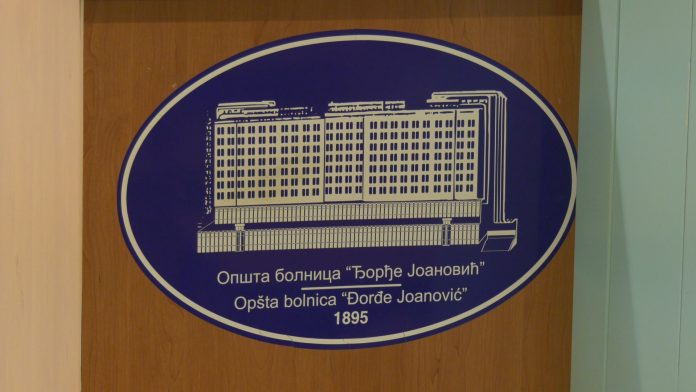 Општа болница “Ђорђе Јоановић”
Opšta bolnica “Đorđe Joanović”
1895